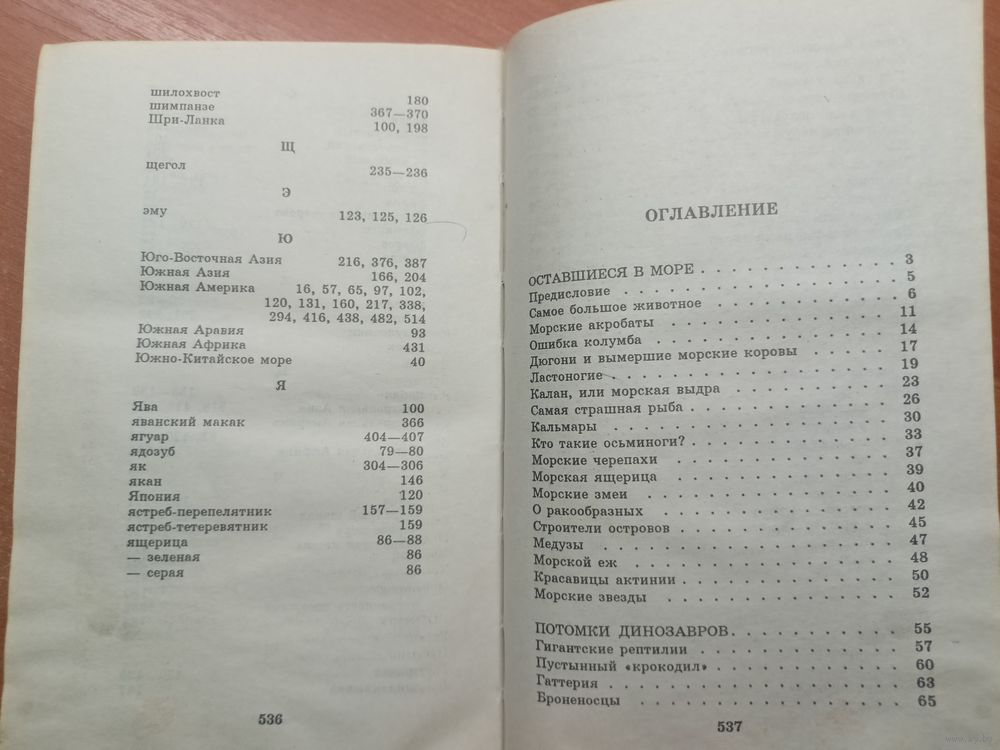 шилохвост 180
шимпанзе 367—370
Шри-Ланка 100, 198
Щ
щегол 235—236
Э
эму 123, 125, 126
Ю
Юго-Восточная Азия 216, 376, 387
Южная Азия 166, 204
Южная Америка 16, 57, 65, 97, 102,
120, 131, 160, 217, 338,
294, 416, 438, 482, 514
Южная Аравия 93
Южная Африка 431
Южно-Китайское море 40
Я
Ява 100
яванский макак 366
ягуар 404—407
ядозуб 79—80
як 304—306
якан 146
Япония 120
ястреб-перепелятник 157—159
ястреб-тетеревятник 159
ящерица 86—88
— зеленая 86
— серая 86
536
ОГЛАВЛЕНИЕ
ОСТАВШИЕСЯ В МОРЕ . . . . . . . . . . . 3
Предисловие . . . . . . . . . . . . . . 5
Самое большое животное . . . . . . . . . 6
Морские акробаты . . . . . . . . . . . . 11
Ошибка колумба . . . . . . . . . . . . . 14
Дюгони и вымершие морские коровы . . . . . 17
Ластоногие . . . . . . . . . . . . . . . 19
Калан, или морская выдра . . . . . . . . 23
Самая страшная рыба . . . . . . . . . . . 26
Кальмары . . . . . . . . . . . . . . . . 30
Кто такие осьминоги? . . . . . . . . . . 33
Морские черепахи . . . . . . . . . . . . 37
Морская ящерица . . . . . . . . . . . . 39
Морские змеи . . . . . . . . . . . . . . 40
О ракообразных . . . . . . . . . . . . . 42
Строители островов . . . . . . . . . . . 45
Медузы . . . . . . . . . . . . . . . . . 47
Морской еж . . . . . . . . . . . . . . . 48
Красавицы актинии . . . . . . . . . . . . 50
Морские звезды . . . . . . . . . . . . . 52
ПОТОМКИ ДИНОЗАВРОВ . . . . . . . . . . . 55
Гигантские рептилии . . . . . . . . . . . 57
Пустынный «крокодил» . . . . . . . . . . 60
Гаттерия . . . . . . . . . . . . . . . . 63
Броненосцы . . . . . . . . . . . . . . . 65
537